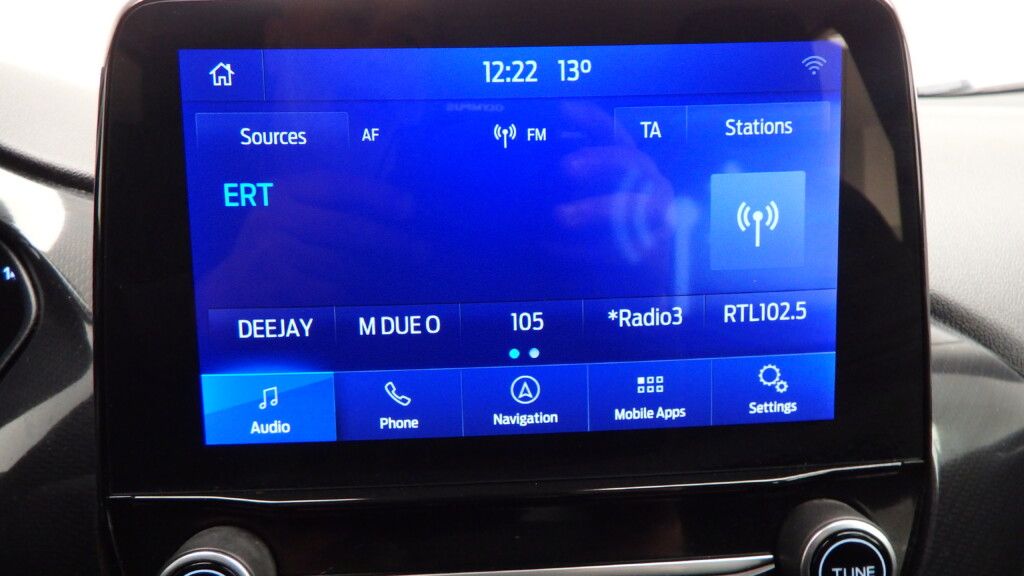 12:22 13º
Sources AF FM TA Stations
ERT
DEEJAY M DUE O 105 *Radio3 RTL102.5
Audio Phone Navigation Mobile Apps Settings
TUNE